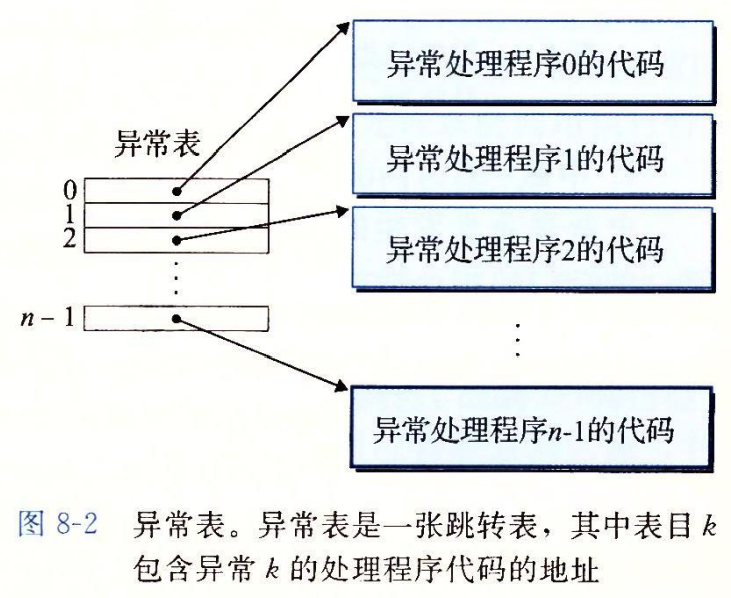 异常处理程序0的代码
异常表
异常处理程序1的代码
0
1
2
异常处理程序2的代码
n – 1
异常处理程序n-1的代码
图 8-2 异常表。异常表是一张跳转表，其中表目 k
包含异常 k 的处理程序代码的地址